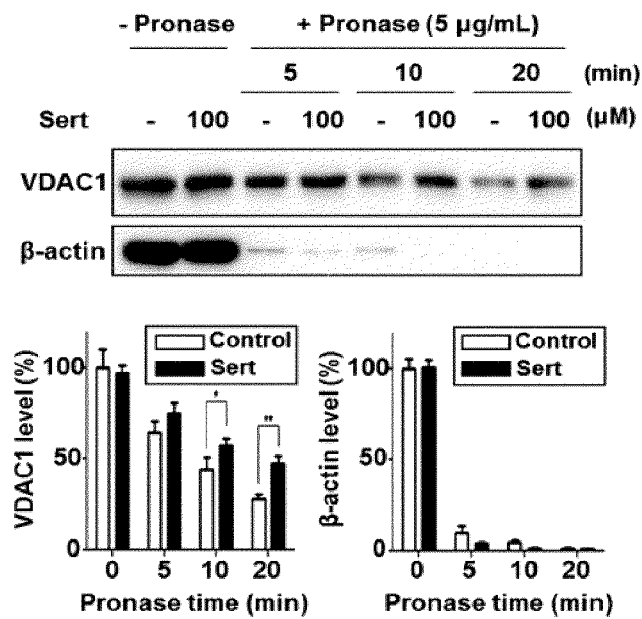 - Pronase + Pronase (5 µg/mL)
5 10 20 (min)
Sert - 100 - 100 - 100 - 100 (µM)
VDAC1
β-actin
VDAC1 level (%)
100
50
0
Control
Sert
*
**
0 5 10 20
Pronase time (min)
β-actin level (%)
100
50
0
Control
Sert
0 5 10 20
Pronase time (min)